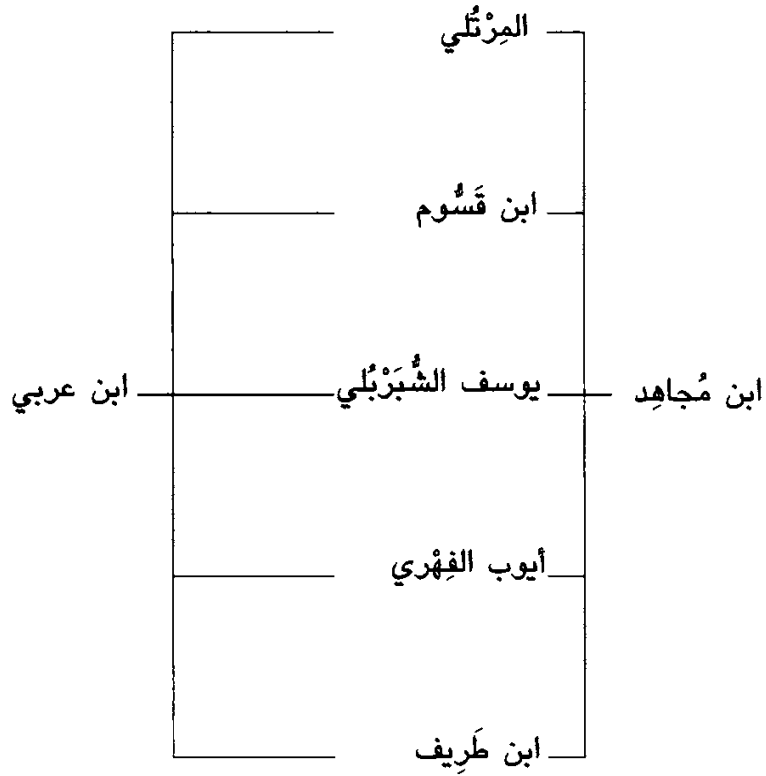 المِرْتُلي
ابن قَسُّوم
ابن مُجاهِد يوسف الشُّبَرْبُلي ابن عربي
أيوب الفِهْري
ابن طَرِيف